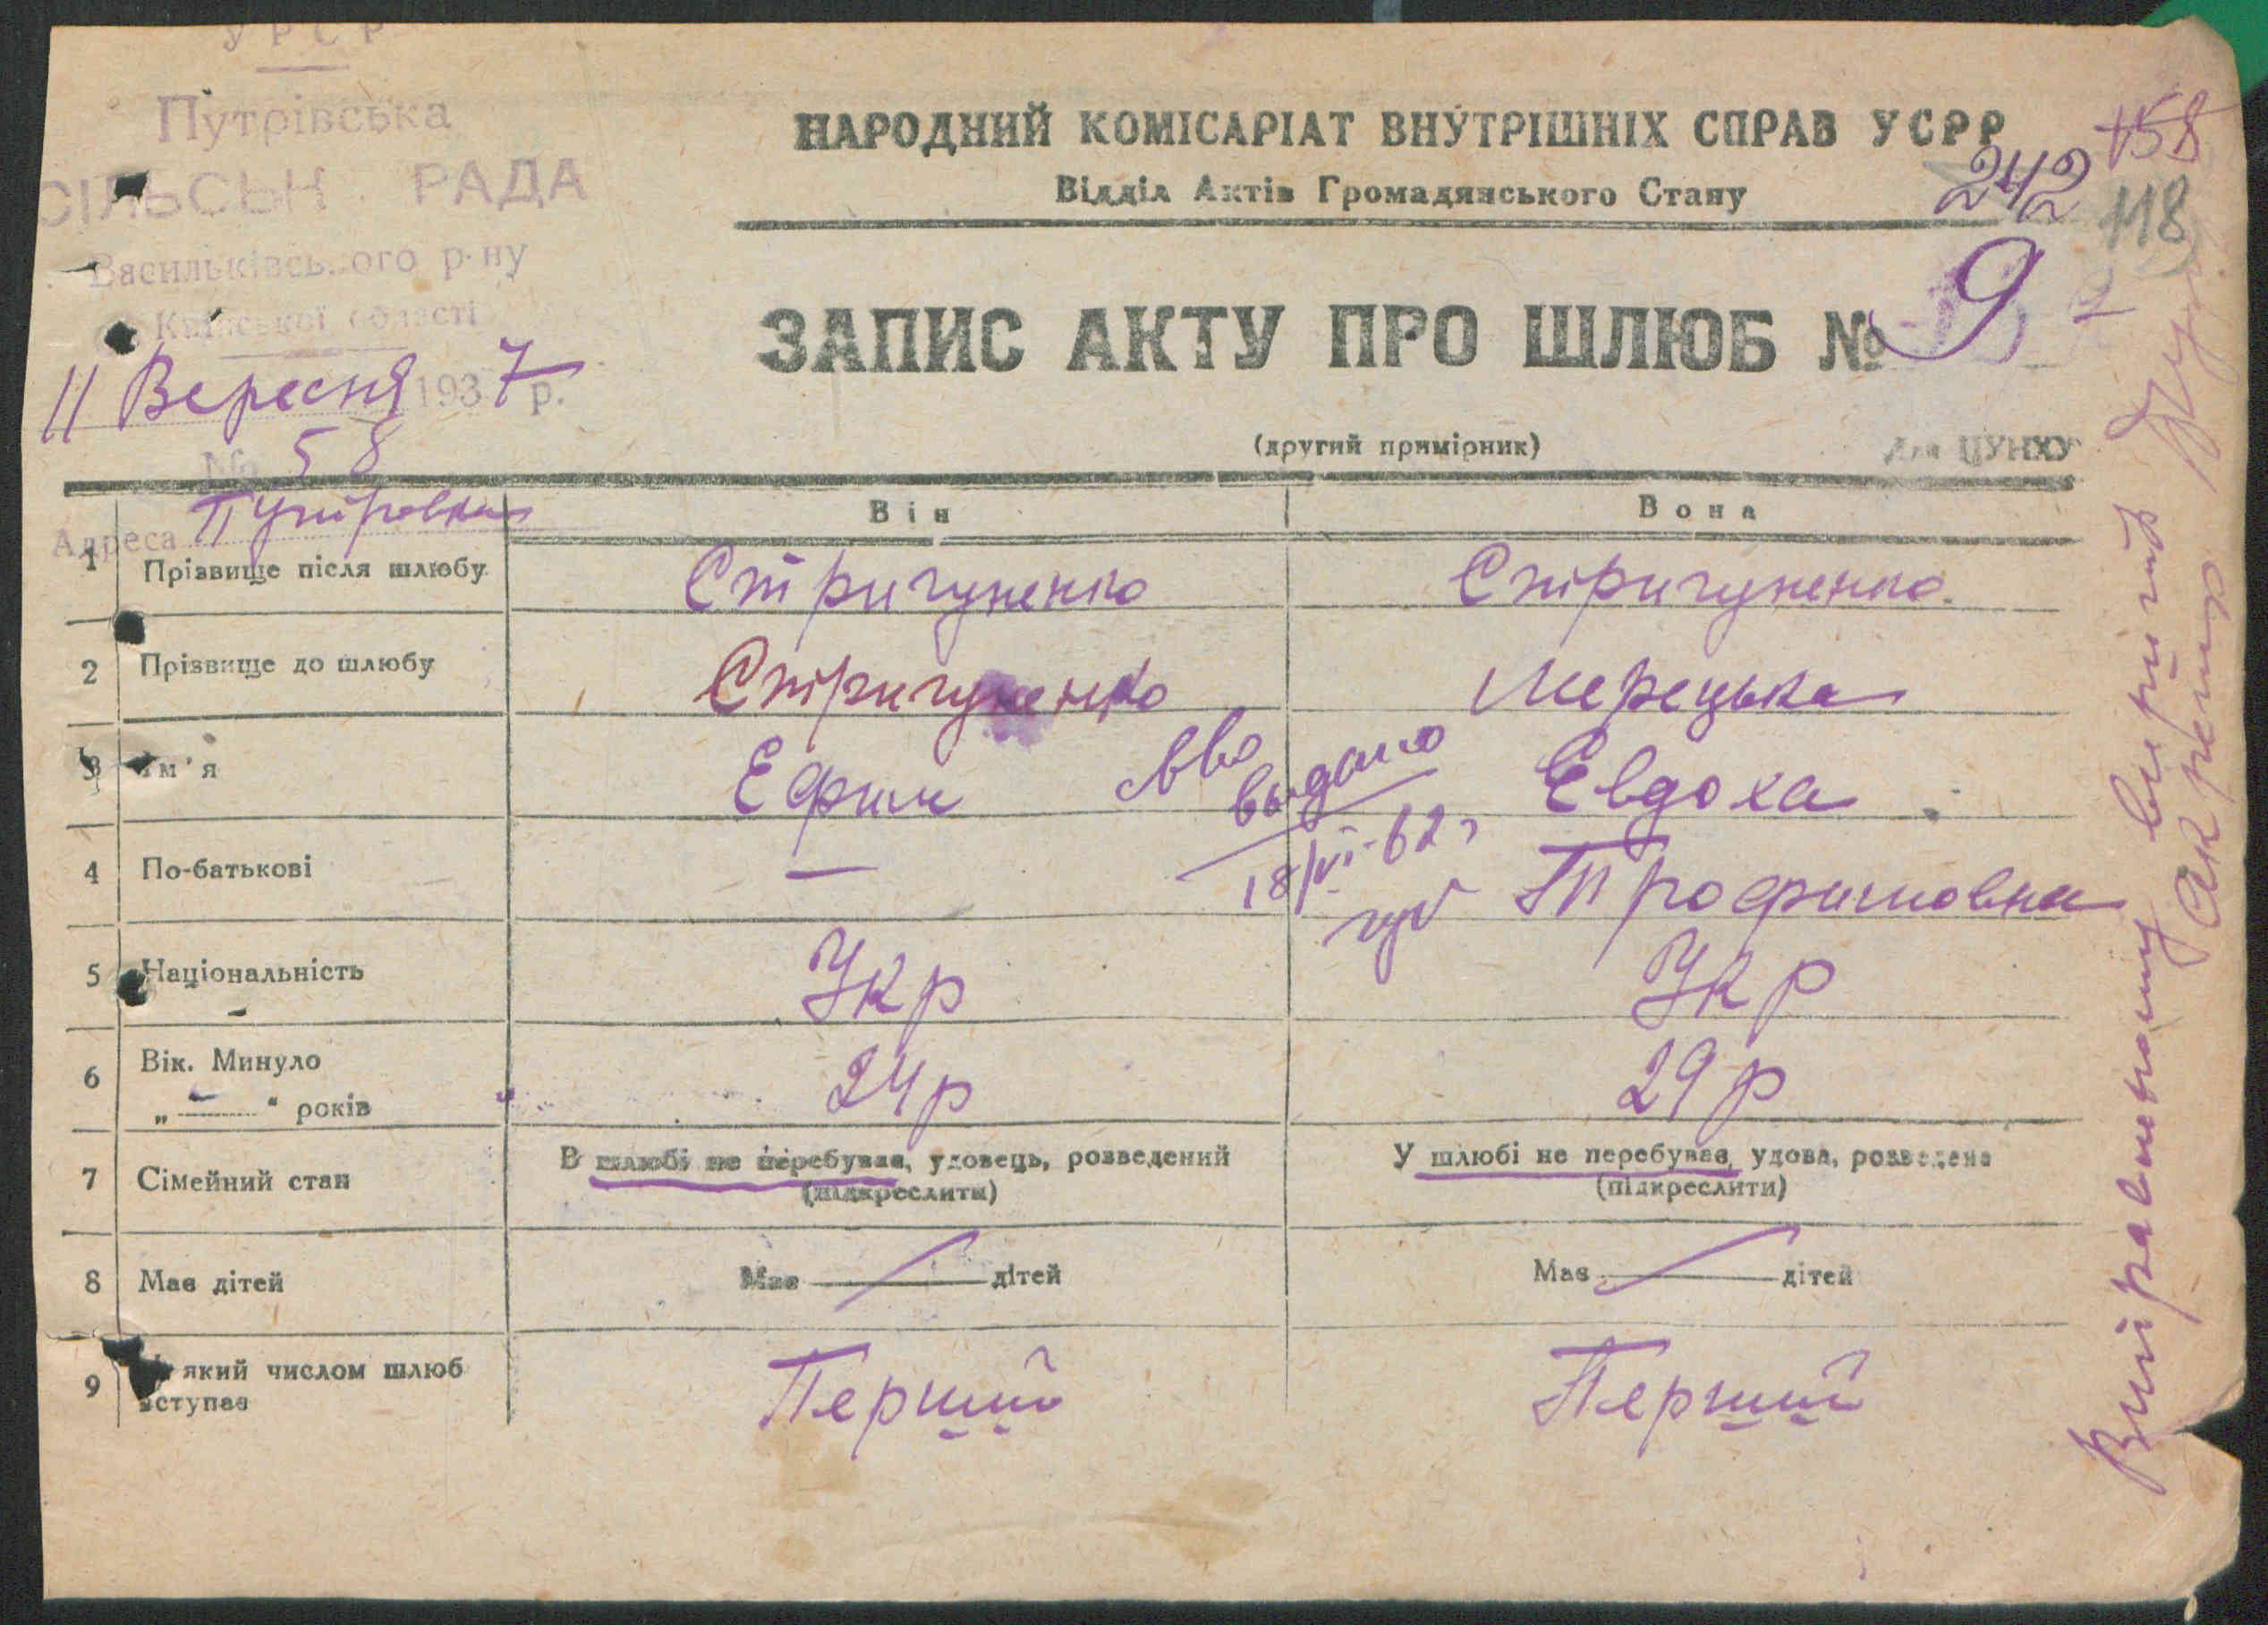 УРСР
Путрівська
СІЛЬСЬК РАДА
Васильківського р-ну
Київської області
11 Вересня 1937 р.
№ 58
Адреса Путровка
НАРОДНИЙ КОМІСАРІАТ ВНУТРІШНІХ СПРАВ УСРР
Відділ Актів Громадянського Стану
242
158
118
ЗАПИС АКТУ ПРО ШЛЮБ № 9
(другий примірник)
Для ЦУНХУ
Він Вона
1 Прізвище після шлюбу Стригуненко Стригуненко
2 Прізвище до шлюбу Стригуненко Мерецька
3 Ім'я Ефим Евдоха
выдано
18/VI-62 г
4 По-батькові — Трофимовна
5 Національність Укр Укр
6 Вік. Минуло 24 р 29 р
„ — “ років
7 Сімейний стан В шлюбі не перебував, удовець, розведений У шлюбі не перебував, удова, розведена
(підкреслити) (підкреслити)
8 Має дітей Має — дітей Має — дітей
9 який числом шлюб
вступає Перший Перший